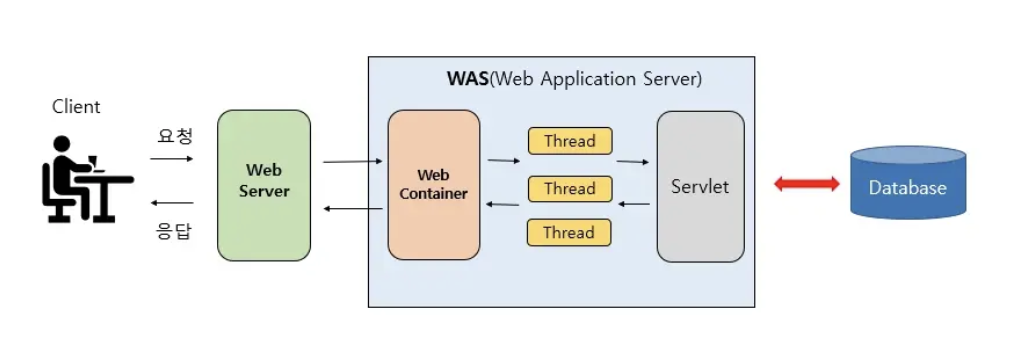 WAS(Web Application Server)
Client
요청
응답
Web
Server
Web
Container
Thread
Thread
Thread
Servlet
Database